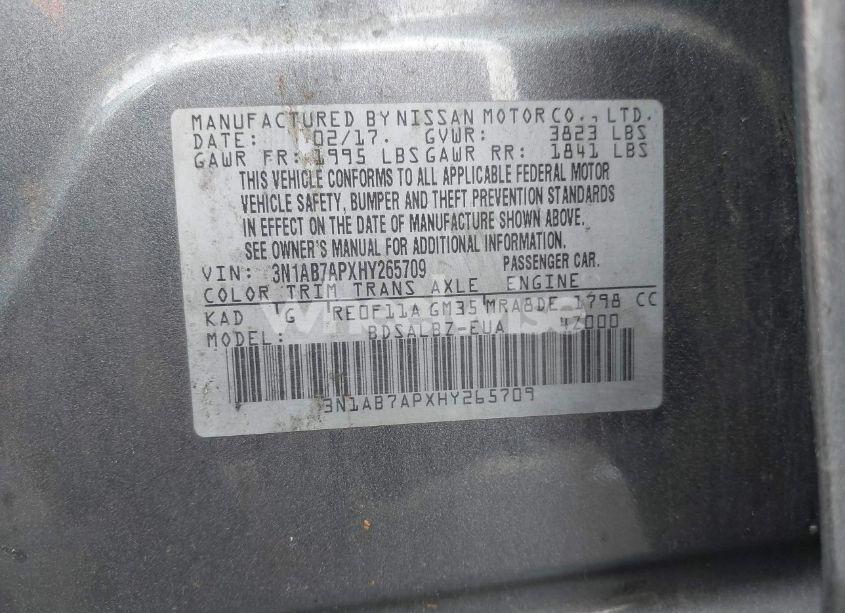 MANUFACTURED BY NISSAN MOTOR CO., LTD.
DATE: 02/17. GVWR: 3823 LBS
GAWR FR: 1995 LBS GAWR RR: 1841 LBS
THIS VEHICLE CONFORMS TO ALL APPLICABLE FEDERAL MOTOR
VEHICLE SAFETY, BUMPER AND THEFT PREVENTION STANDARDS
IN EFFECT ON THE DATE OF MANUFACTURE SHOWN ABOVE.
SEE OWNER'S MANUAL FOR ADDITIONAL INFORMATION.
VIN: 3N1AB7APXHY265709 PASSENGER CAR.
COLOR TRIM TRANS AXLE ENGINE
KAD G RE0F11A GM35 MRA8DE 1798 CC
MODEL: BDSALBZ-EUA 42000
3N1AB7APXHY265709